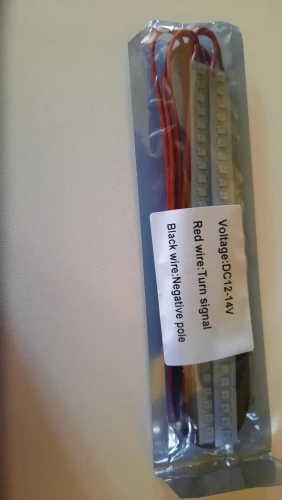 Voltage:DC12-14V
Red wire:Turn signal
Black wire:Negative pole